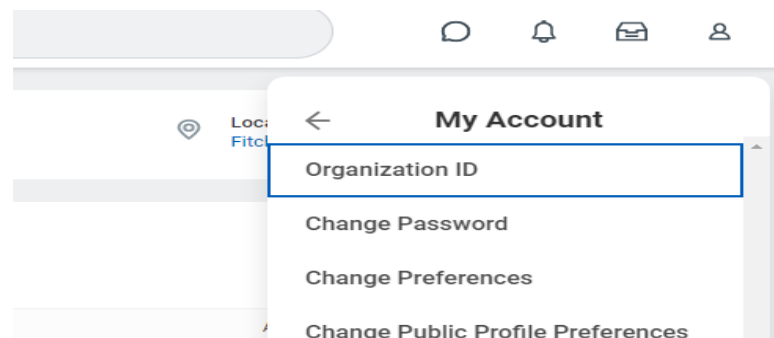 My Account
Organization ID
Change Password
Change Preferences
Change Public Profile Preferences